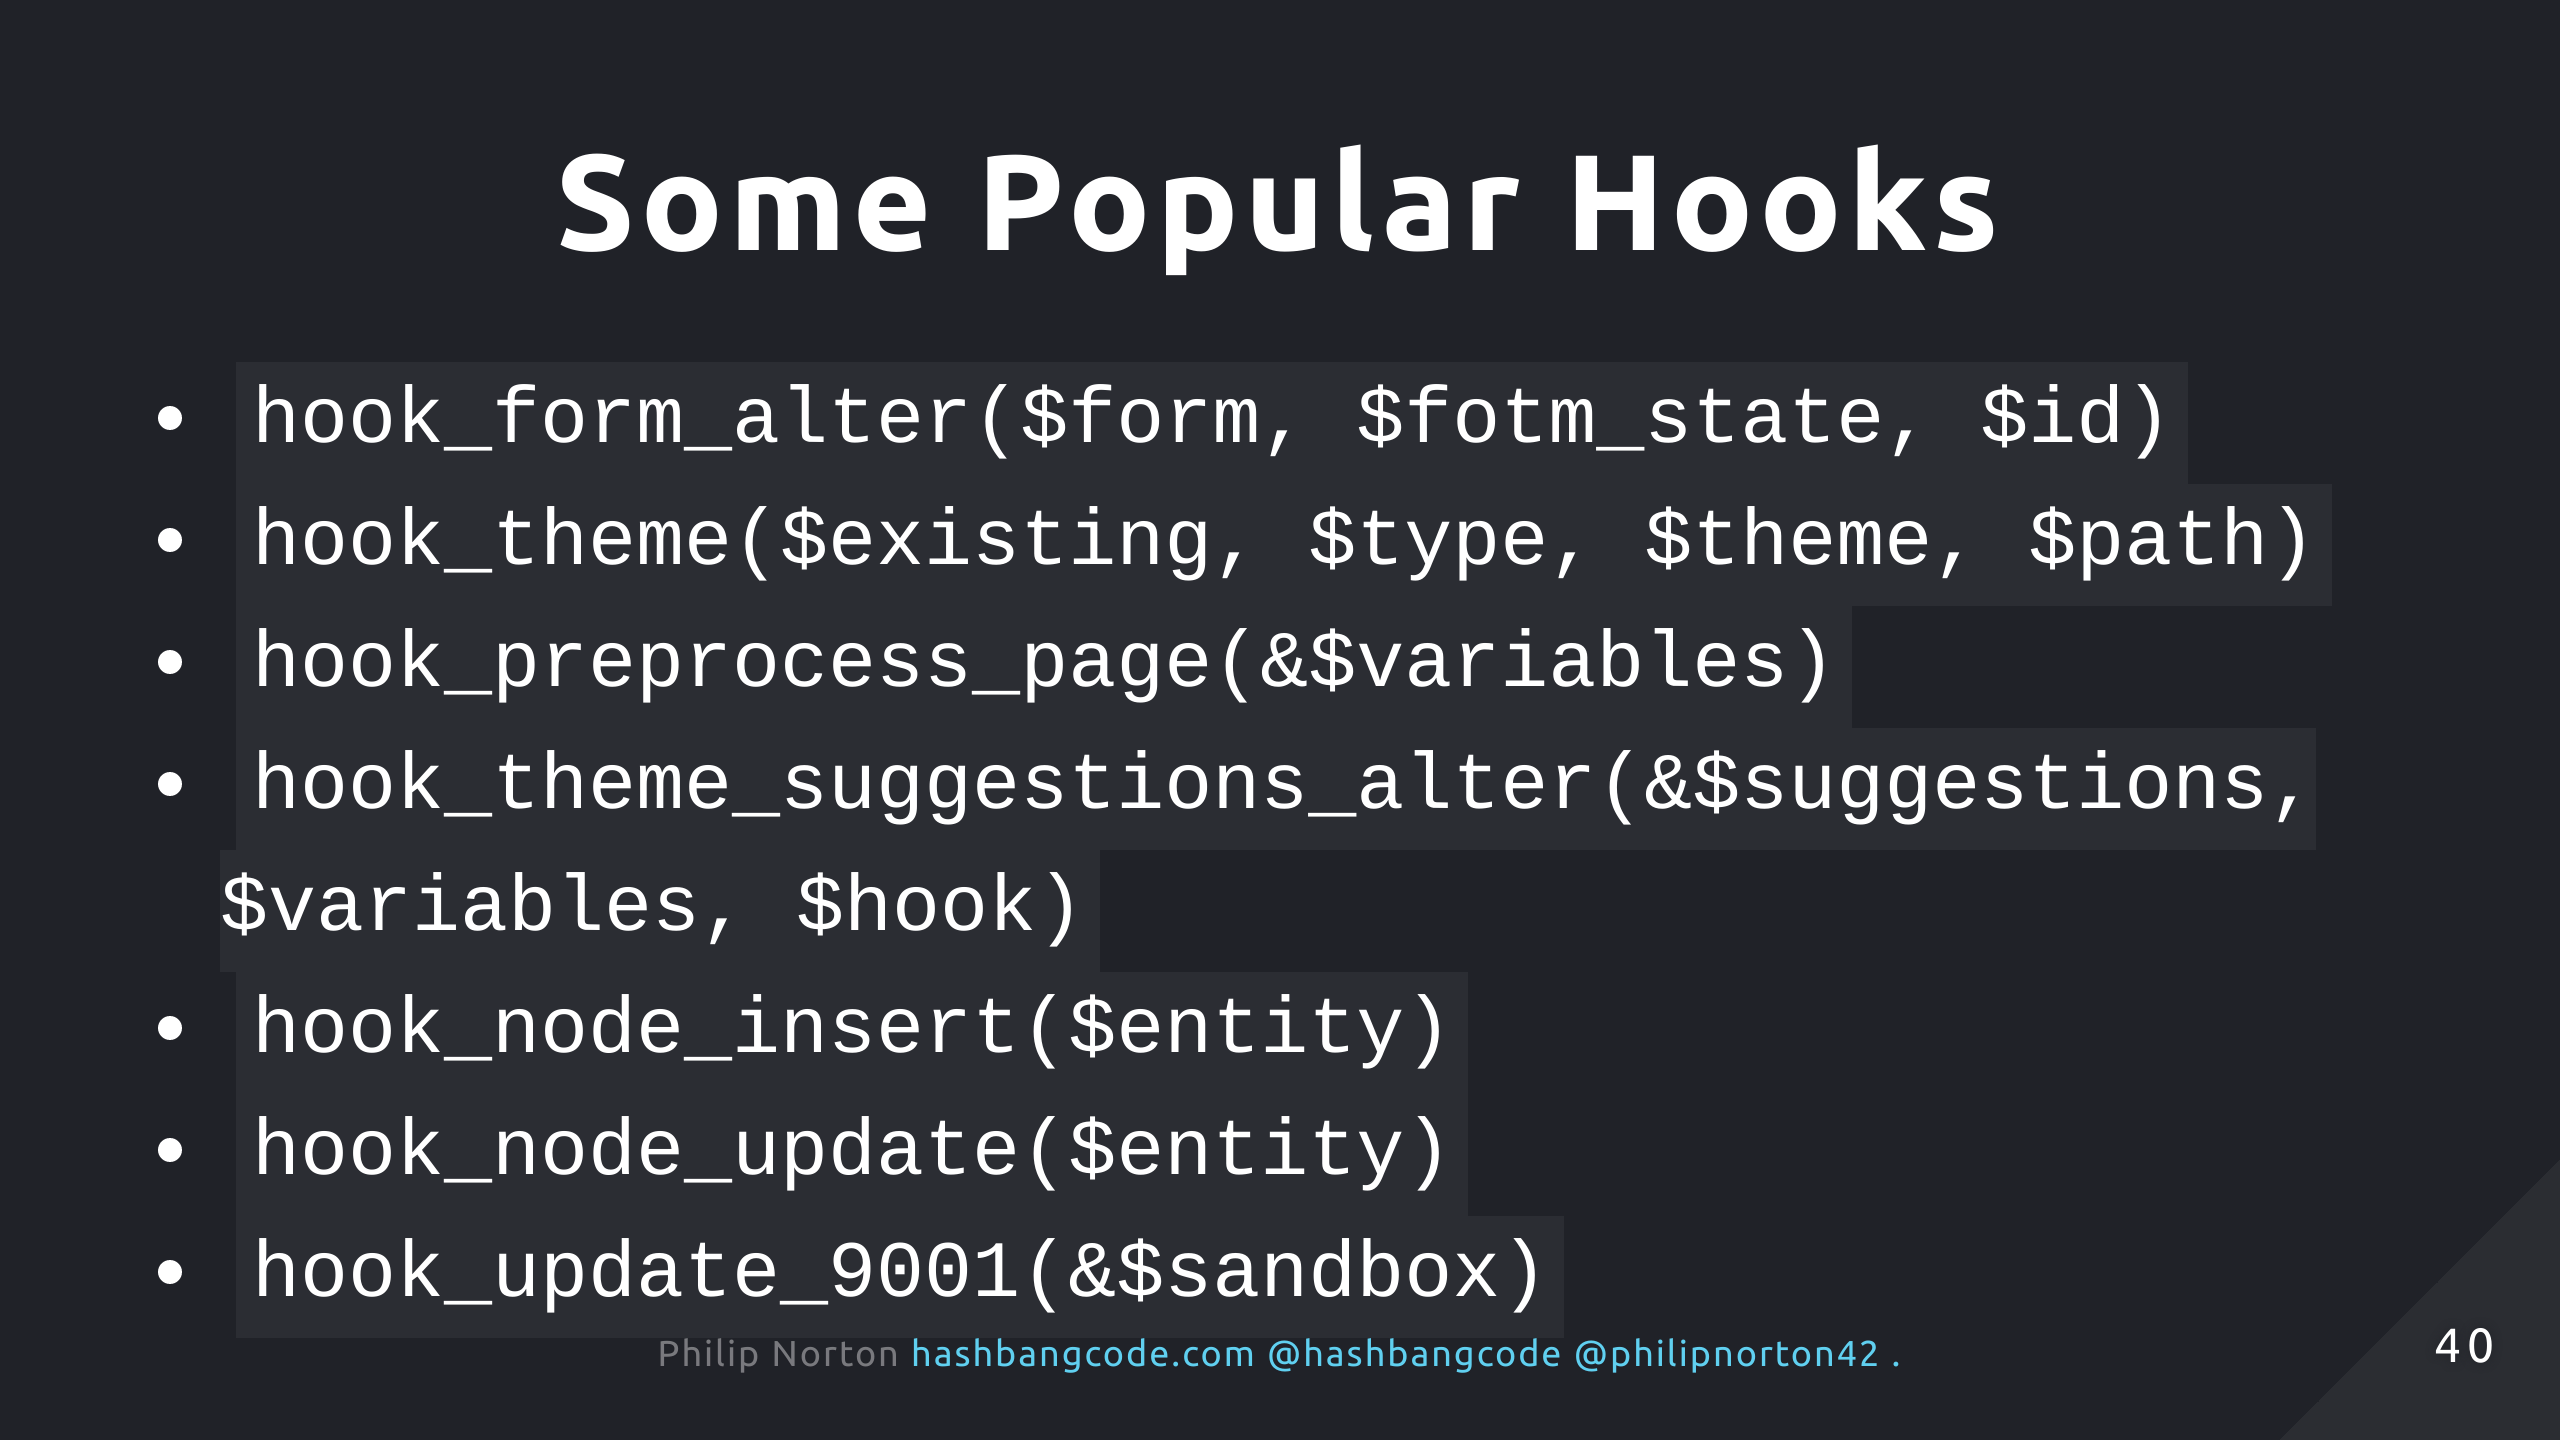 Some Popular Hooks
• hook_form_alter($form, $fotm_state, $id)
• hook_theme($existing, $type, $theme, $path)
• hook_preprocess_page(&$variables)
• hook_theme_suggestions_alter(&$suggestions,
$variables, $hook)
• hook_node_insert($entity)
• hook_node_update($entity)
• hook_update_9001(&$sandbox)
Philip Norton hashbangcode.com @hashbangcode @philipnorton42 .
40